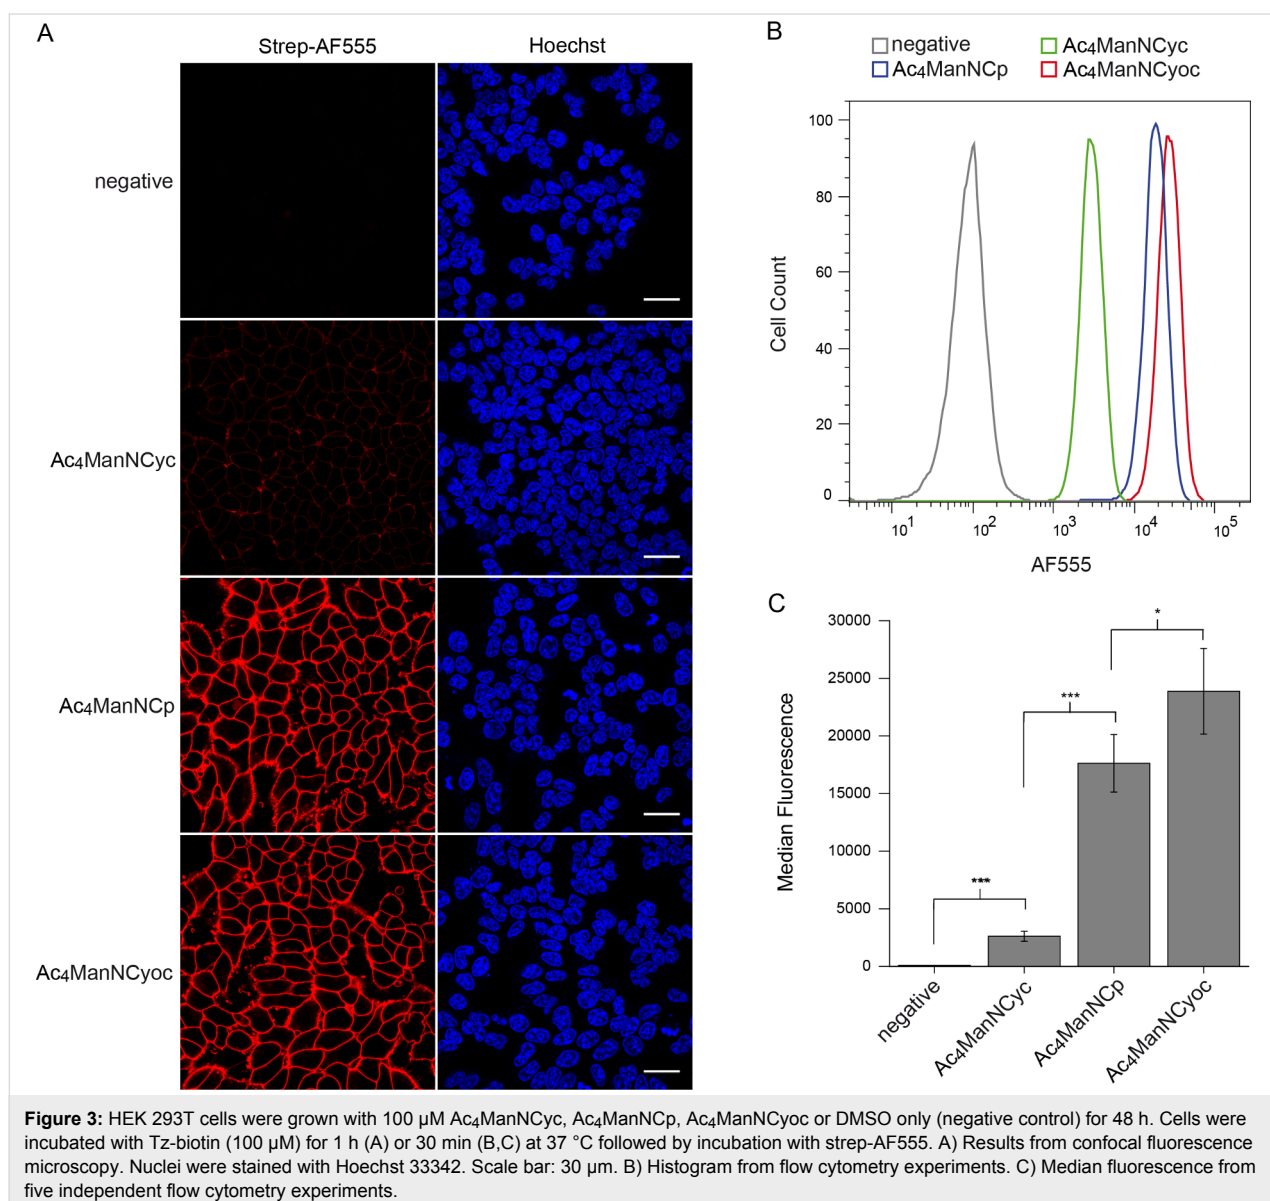 A
Strep-AF555 Hoechst
negative
Ac4ManNCyc
Ac4ManNCp
Ac4ManNCyoc
B
negative Ac4ManNCyc
Ac4ManNCp Ac4ManNCyoc
100
80
60
40
20
0
Cell Count
10^1 10^2 10^3 10^4 10^5
AF555
C
30000
25000
20000
15000
10000
5000
0
Median Fluorescence
***
***
*
negative
Ac4ManNCyc
Ac4ManNCp
Ac4ManNCyoc
Figure 3: HEK 293T cells were grown with 100 µM Ac4ManNCyc, Ac4ManNCp, Ac4ManNCyoc or DMSO only (negative control) for 48 h. Cells were
incubated with Tz-biotin (100 µM) for 1 h (A) or 30 min (B,C) at 37 °C followed by incubation with strep-AF555. A) Results from confocal fluorescence
microscopy. Nuclei were stained with Hoechst 33342. Scale bar: 30 µm. B) Histogram from flow cytometry experiments. C) Median fluorescence from
five independent flow cytometry experiments.